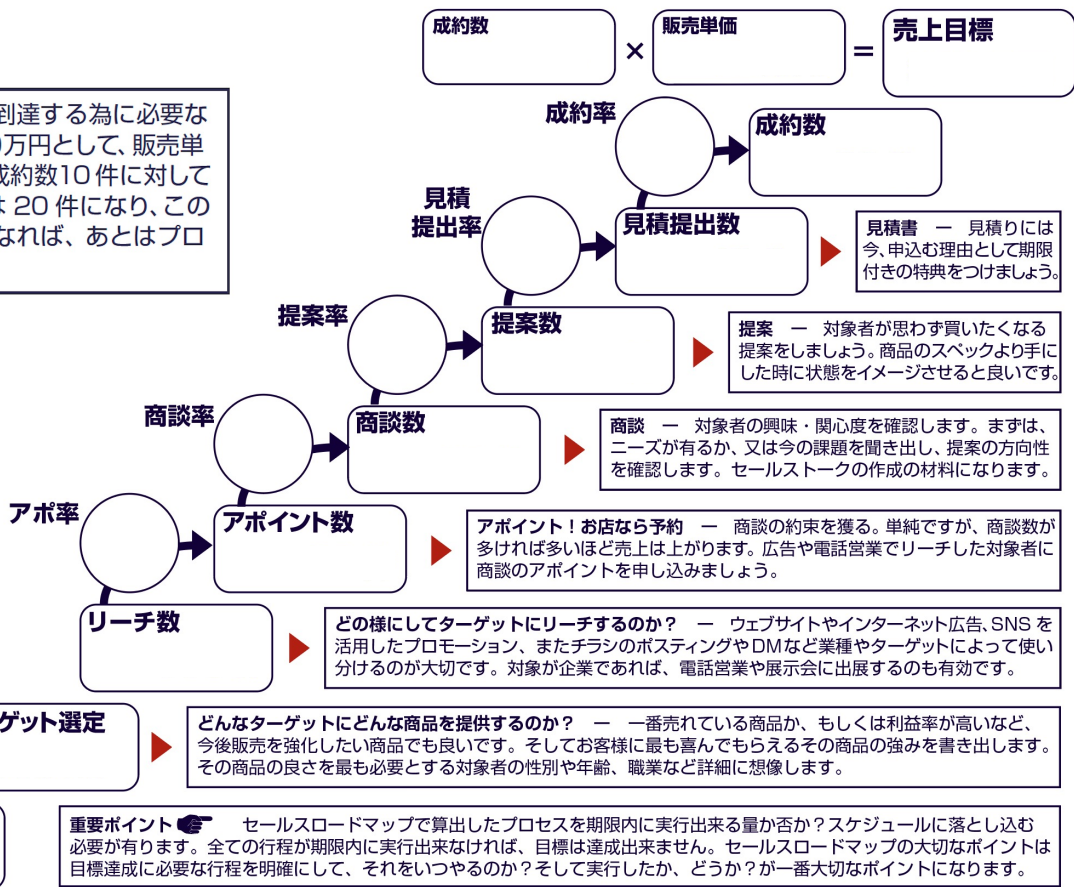 成約数
×
販売単価
=
売上目標
到達する為に必要な
万円として、販売単
成約数10件に対して
20件になり、この
なれば、あとはプロ
成約率
成約数
見積
提出率
見積提出数
見積書 ー 見積りには
今、申込む理由として期限
付きの特典をつけましょう。
提案率
提案数
提案 ー 対象者が思わず買いたくなる
提案をしましょう。商品のスペックより手に
した時に状態をイメージさせると良いです。
商談率
商談数
商談 ー 対象者の興味・関心度を確認します。まずは、
ニーズが有るか、又は今の課題を聞き出し、提案の方向性
を確認します。セールストークの作成の材料になります。
アポ率
アポイント数
アポイント！お店なら予約 ー 商談の約束を獲る。単純ですが、商談数が
多ければ多いほど売上は上がります。広告や電話営業でリーチした対象者に
商談のアポイントを申し込みましょう。
リーチ数
どの様にしてターゲットにリーチするのか？ ー ウェブサイトやインターネット広告、SNSを
活用したプロモーション、またチラシのポスティングやDMなど業種やターゲットによって使い
分けるのが大切です。対象が企業であれば、電話営業や展示会に出展するのも有効です。
ゲット選定
どんなターゲットにどんな商品を提供するのか？ ー 一番売れている商品か、もしくは利益率が高いなど、
今後販売を強化したい商品でも良いです。そしてお客様に最も喜んでもらえるその商品の強みを書き出します。
その商品の良さを最も必要とする対象者の性別や年齢、職業など詳細に想像します。
重要ポイント セールスロードマップで算出したプロセスを期限内に実行出来る量か否か？スケジュールに落とし込む
必要が有ります。全ての行程が期限内に実行出来なければ、目標は達成出来ません。セールスロードマップの大切なポイントは
目標達成に必要な行程を明確にして、それをいつやるのか？そして実行したか、どうか？が一番大切なポイントになります。